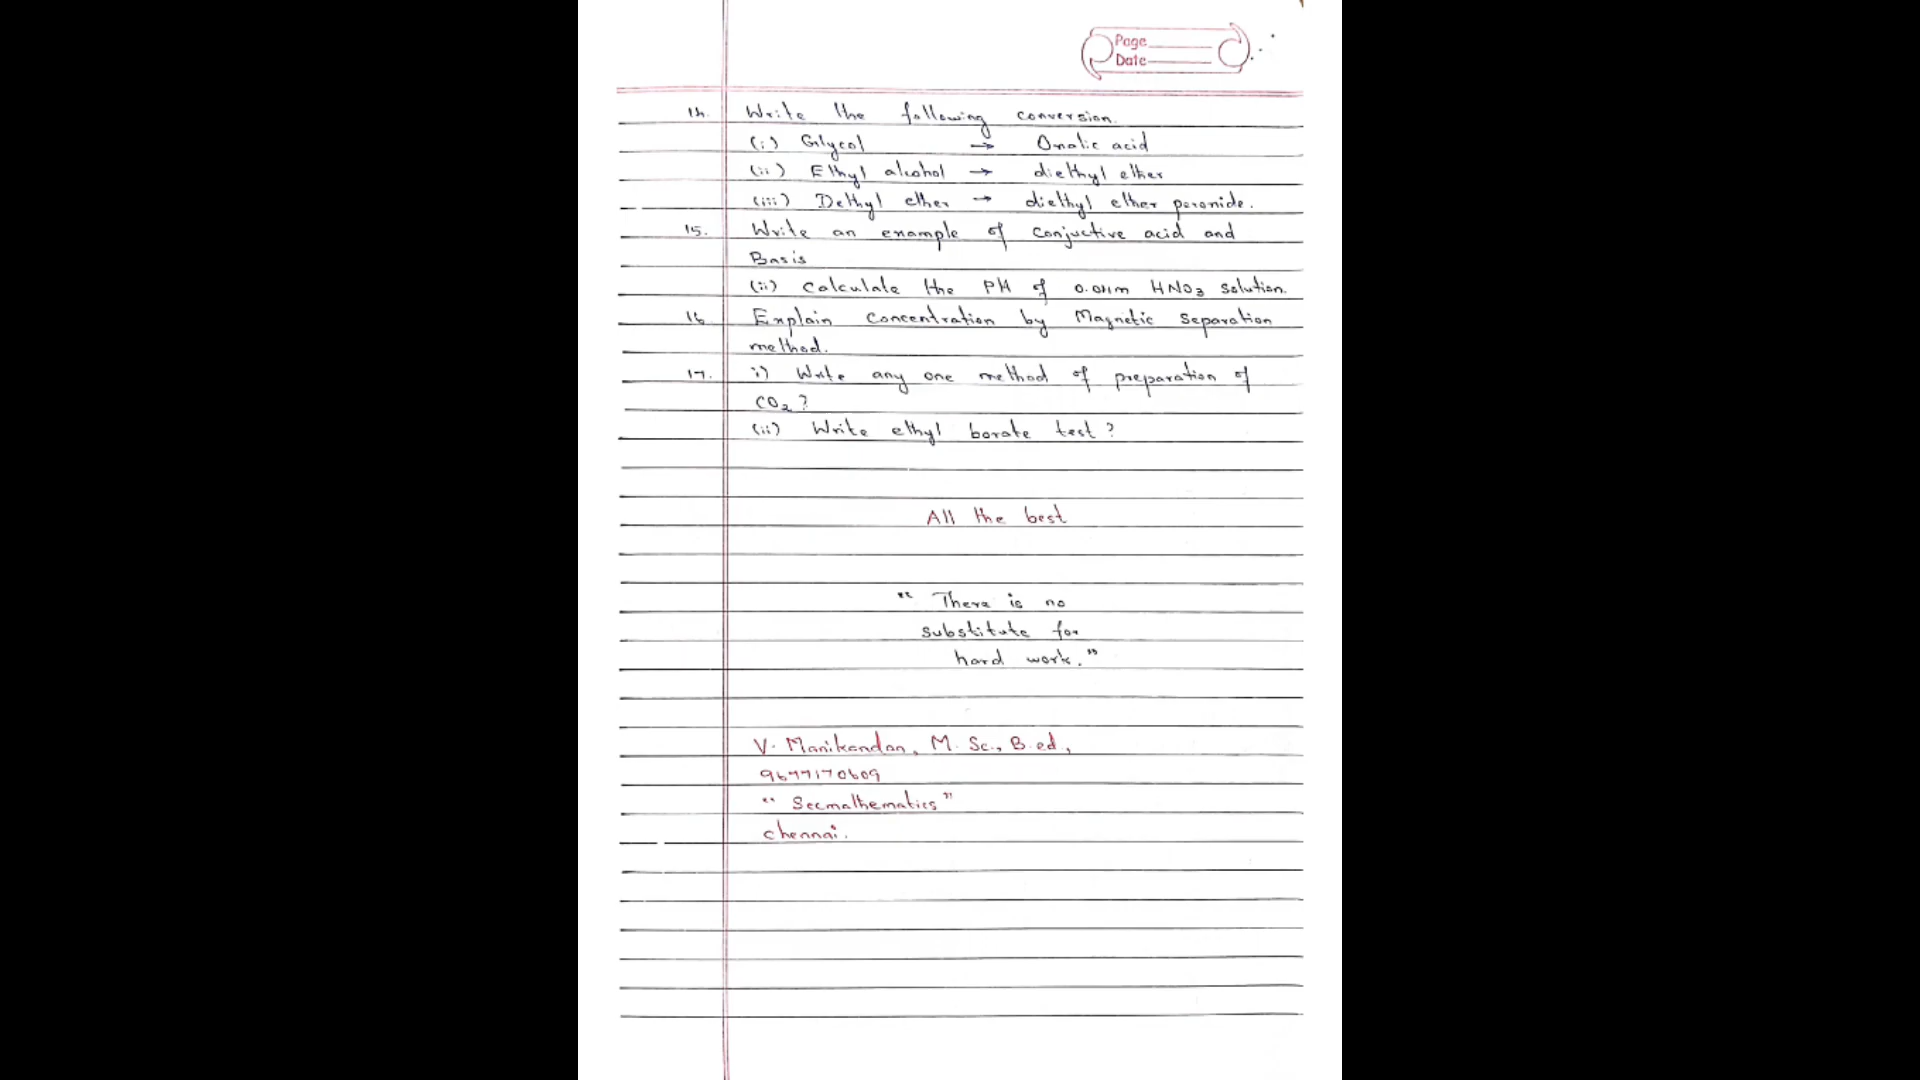 Page
Date
14. Write the following conversion.
(i) Glycol → Oxalic acid
(ii) Ethyl alcohol → diethyl ether
(iii) Dethyl ether → diethyl ether peroxide.
15. Write an example of conjuctive acid and
Basis
(ii) Calculate the PH of HNO3 solution.
16 Explain concentration by Magnetic separation
method.
17. i) Write any one method of preparation of
CO2?
(ii) Write ethyl borate test?
All the best
"There is no
substitute for
hard work."
V. Manikandan, M. Sc., B.ed,
9677170609
"Secmathematics"
chennai.